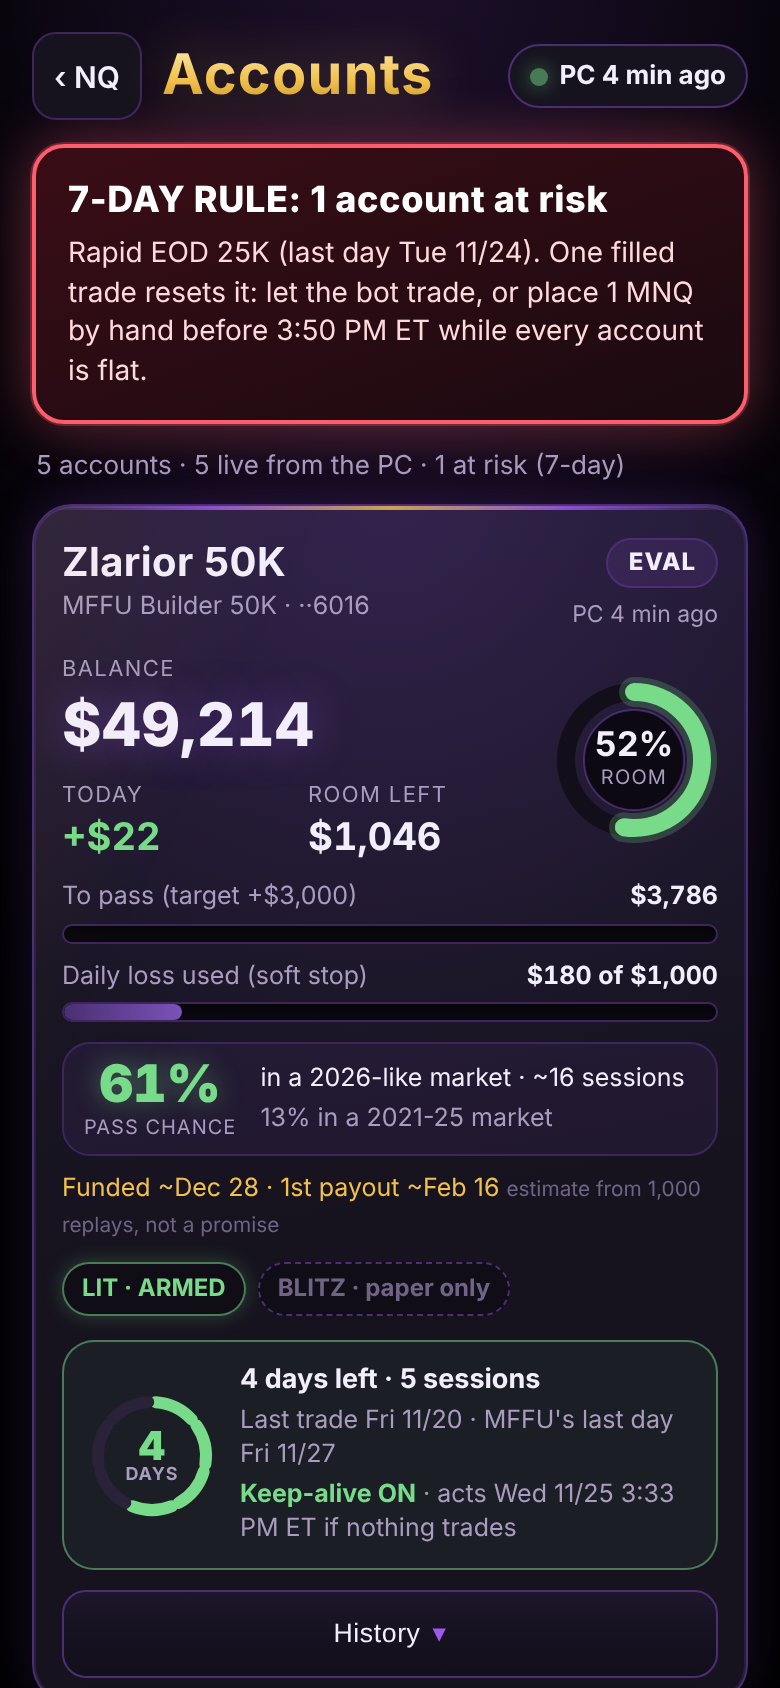 ‹ NQ
Accounts
PC 4 min ago
7-DAY RULE: 1 account at risk
Rapid EOD 25K (last day Tue 11/24). One filled
trade resets it: let the bot trade, or place 1 MNQ
by hand before 3:50 PM ET while every account
is flat.
5 accounts · 5 live from the PC · 1 at risk (7-day)
Zlarior 50K
EVAL
MFFU Builder 50K · ··6016
PC 4 min ago
BALANCE
$49,214
52%
ROOM
TODAY
ROOM LEFT
+$22
$1,046
To pass (target +$3,000)
$3,786
Daily loss used (soft stop)
$180 of $1,000
61%
PASS CHANCE
in a 2026-like market · ~16 sessions
13% in a 2021-25 market
Funded ~Dec 28 · 1st payout ~Feb 16 estimate from 1,000
replays, not a promise
LIT · ARMED
BLITZ · paper only
4
DAYS
4 days left · 5 sessions
Last trade Fri 11/20 · MFFU's last day
Fri 11/27
Keep-alive ON · acts Wed 11/25 3:33
PM ET if nothing trades
History ▼